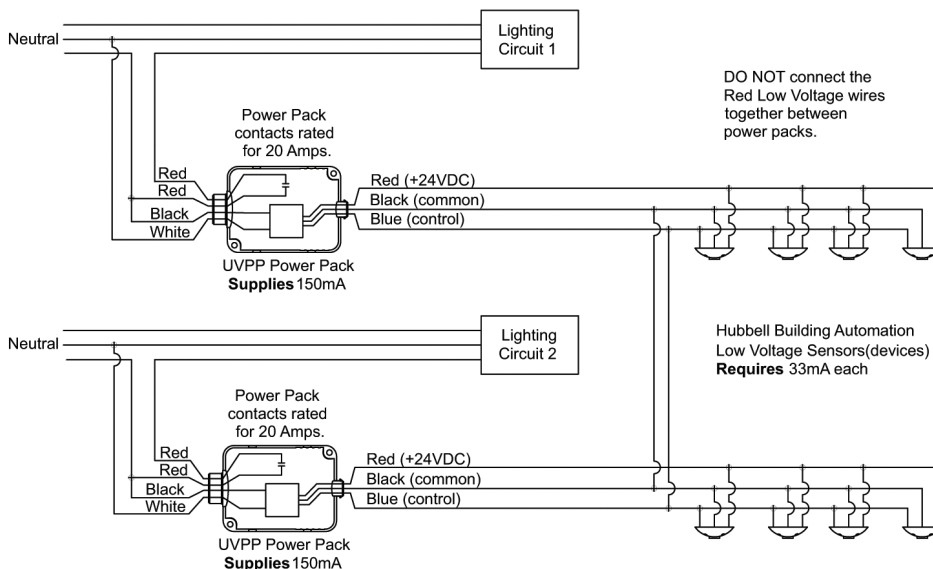 Neutral
Lighting
Circuit 1
DO NOT connect the
Red Low Voltage wires
together between
power packs.
Power Pack
contacts rated
for 20 Amps.
Red
Red
Black
White
Red (+24VDC)
Black (common)
Blue (control)
UVPP Power Pack
Supplies 150mA
Neutral
Lighting
Circuit 2
Hubbell Building Automation
Low Voltage Sensors(devices)
Requires 33mA each
Power Pack
contacts rated
for 20 Amps.
Red
Red
Black
White
Red (+24VDC)
Black (common)
Blue (control)
UVPP Power Pack
Supplies 150mA